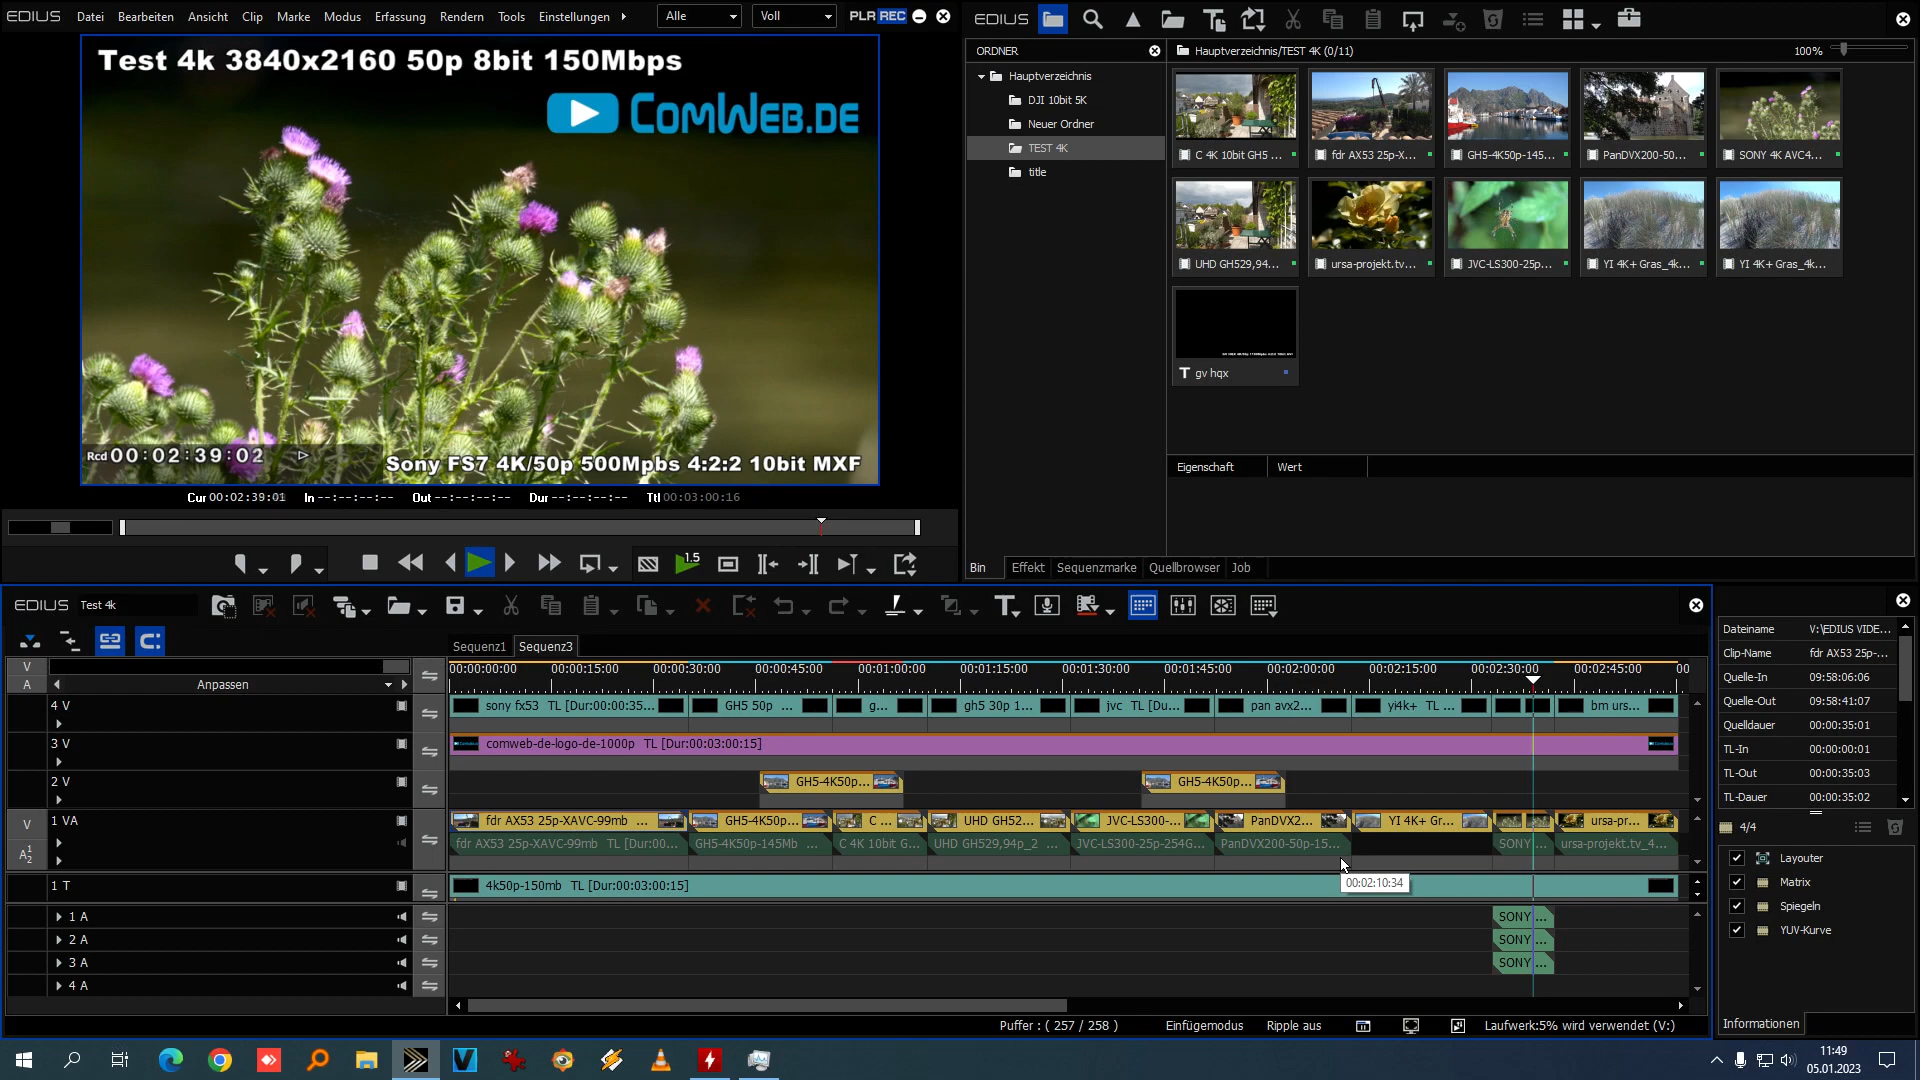 EDIUS Datei Bearbeiten Ansicht Clip Marke Modus Erfassung Rendern Tools Einstellungen Alle Voll PLR REC
Test 4k 3840x2160 50p 8bit 150Mbps
COMWEB.DE
Rcd 00:02:39:02
Sony FS7 4K/50p 500Mpbs 4:2:2 10bit MXF
Cur 00:02:39:01 In --:--:--:-- Out --:--:--:-- Dur --:--:--:-- Ttl 00:03:00:16
1.5
EDIUS
ORDNER
Hauptverzeichnis/TEST 4K (0/11)
100%
Hauptverzeichnis
DJI 10bit 5K
Neuer Ordner
TEST 4K
title
C 4K 10bit GH5 ...
fdr AX53 25p-X...
GH5-4K50p-145...
PanDVX200-50...
SONY 4K AVC4...
UHD GH529,94...
ursa-projekt.tv...
JVC-LS300-25p...
YI 4K+ Gras_4k...
YI 4K+ Gras_4k...
T gv hqx
Eigenschaft Wert
Bin Effekt Sequenzmarke Quellbrowser Job
EDIUS Test 4k
Sequenz1 Sequenz3
V
A
Anpassen
00:00:00:00 00:00:15:00 00:00:30:00 00:00:45:00 00:01:00:00 00:01:15:00 00:01:30:00 00:01:45:00 00:02:00:00 00:02:15:00 00:02:30:00 00:02:45:00 00
4 V
sony fx53 TL [Dur:00:00:35... GH5 50p ... g... gh5 30p 1... jvc TL [Du... pan avx2... yi4k+ TL ... bm urs...
3 V
comweb-de-logo-de-1000p TL [Dur:00:03:00:15]
2 V
GH5-4K50p... GH5-4K50p...
V 1 VA
fdr AX53 25p-XAVC-99mb ... GH5-4K50p... C ... UHD GH52... JVC-LS300-... PanDVX2... YI 4K+ Gr... ursa-pr...
A 1 2
fdr AX53 25p-XAVC-99mb TL [Dur:00:... GH5-4K50p-145Mb ... C 4K 10bit G... UHD GH529,94p_2 ... JVC-LS300-25p-254G... PanDVX200-50p-15... SONY ... ursa-projekt.tv_4...
00:02:10:34
1 T
4k50p-150mb TL [Dur:00:03:00:15]
1 A
SONY ...
2 A
SONY ...
3 A
SONY ...
4 A
Puffer : ( 257 / 258 ) Einfügemodus Ripple aus Laufwerk:5% wird verwendet (V:)
Dateiname V:\EDIUS VIDE...
Clip-Name fdr AX53 25p-...
Quelle-In 09:58:06:06
Quelle-Out 09:58:41:07
Quelldauer 00:00:35:01
TL-In 00:00:00:01
TL-Out 00:00:35:03
TL-Dauer 00:00:35:02
4/4
Layouter
Matrix
Spiegeln
YUV-Kurve
Informationen
11:49
05.01.2023